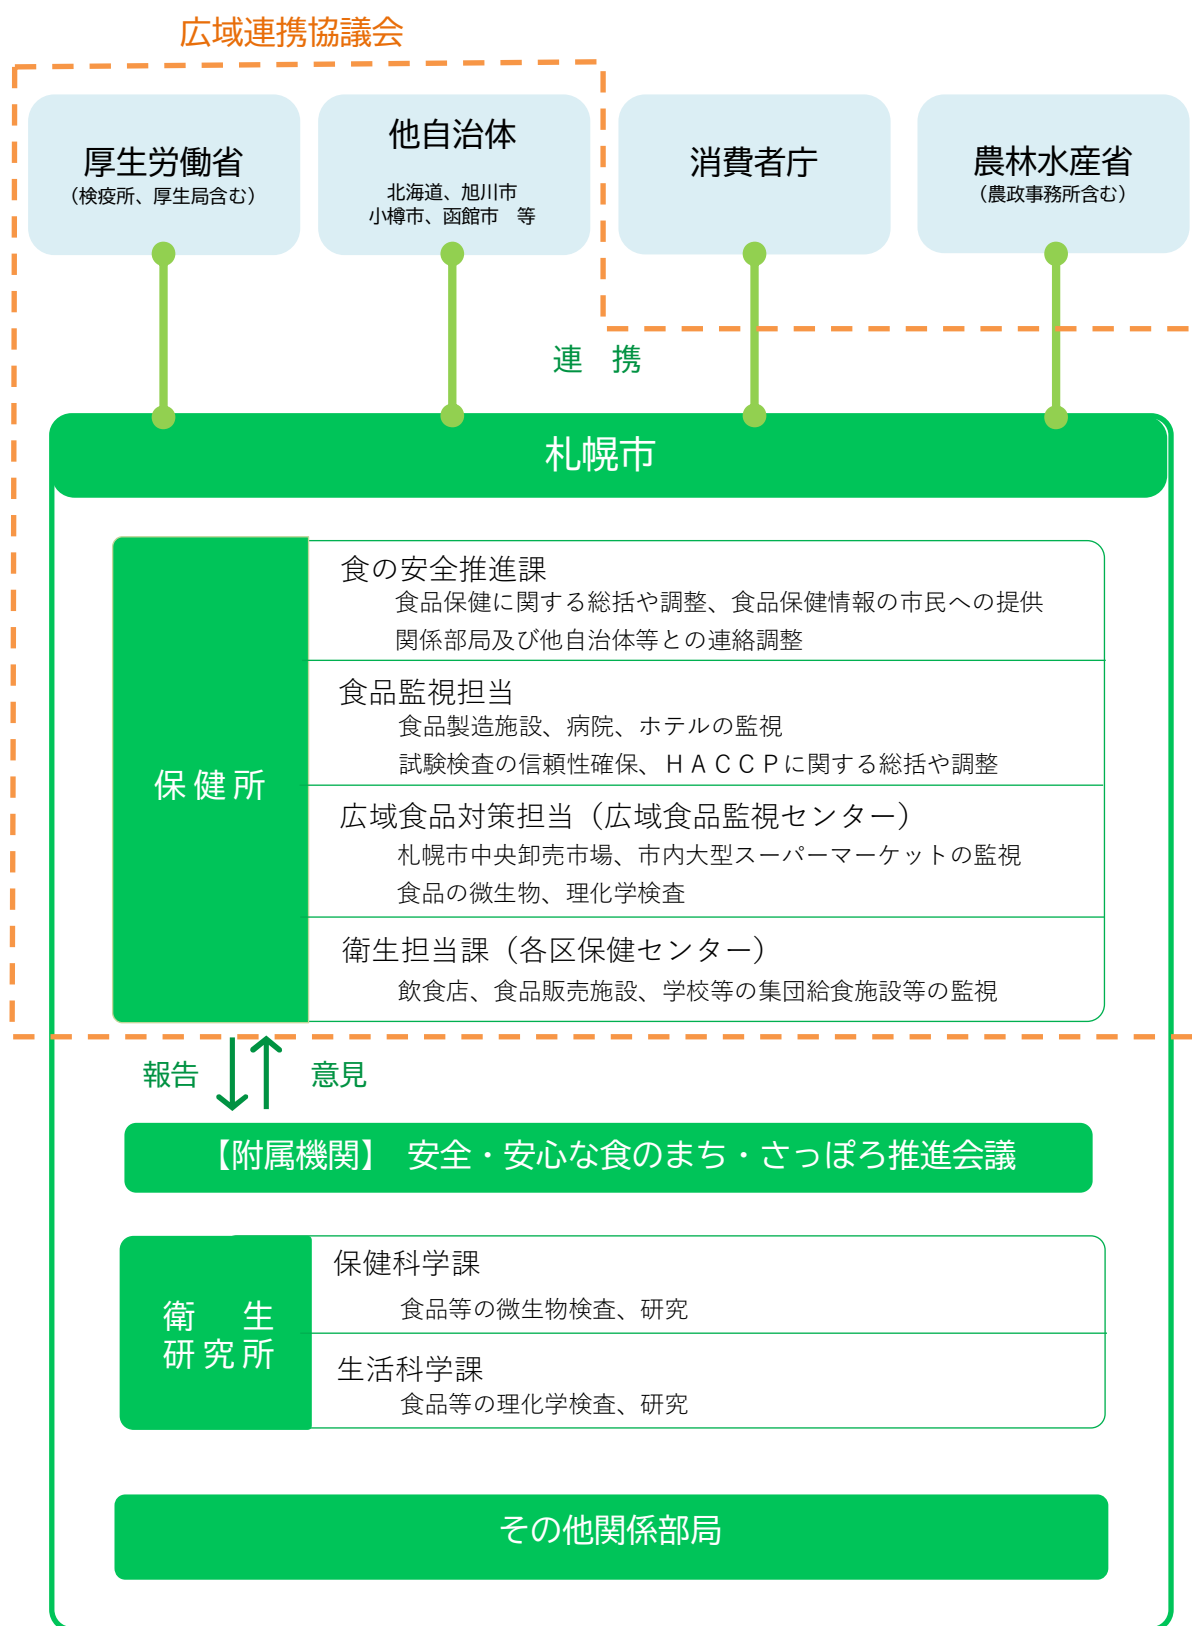 広域連携協議会
厚生労働省
（検疫所、厚生局含む）
他自治体
北海道、旭川市
小樽市、函館市　等
消費者庁
農林水産省
（農政事務所含む）
連　携
札幌市
保健所
食の安全推進課
食品保健に関する総括や調整、食品保健情報の市民への提供
関係部局及び他自治体等との連絡調整
食品監視担当
食品製造施設、病院、ホテルの監視
試験検査の信頼性確保、ＨＡＣＣＰに関する総括や調整
広域食品対策担当（広域食品監視センター）
札幌市中央卸売市場、市内大型スーパーマーケットの監視
食品の微生物、理化学検査
衛生担当課（各区保健センター）
飲食店、食品販売施設、学校等の集団給食施設等の監視
報告
意見
【附属機関】　安全・安心な食のまち・さっぽろ推進会議
衛　生
研究所
保健科学課
食品等の微生物検査、研究
生活科学課
食品等の理化学検査、研究
その他関係部局